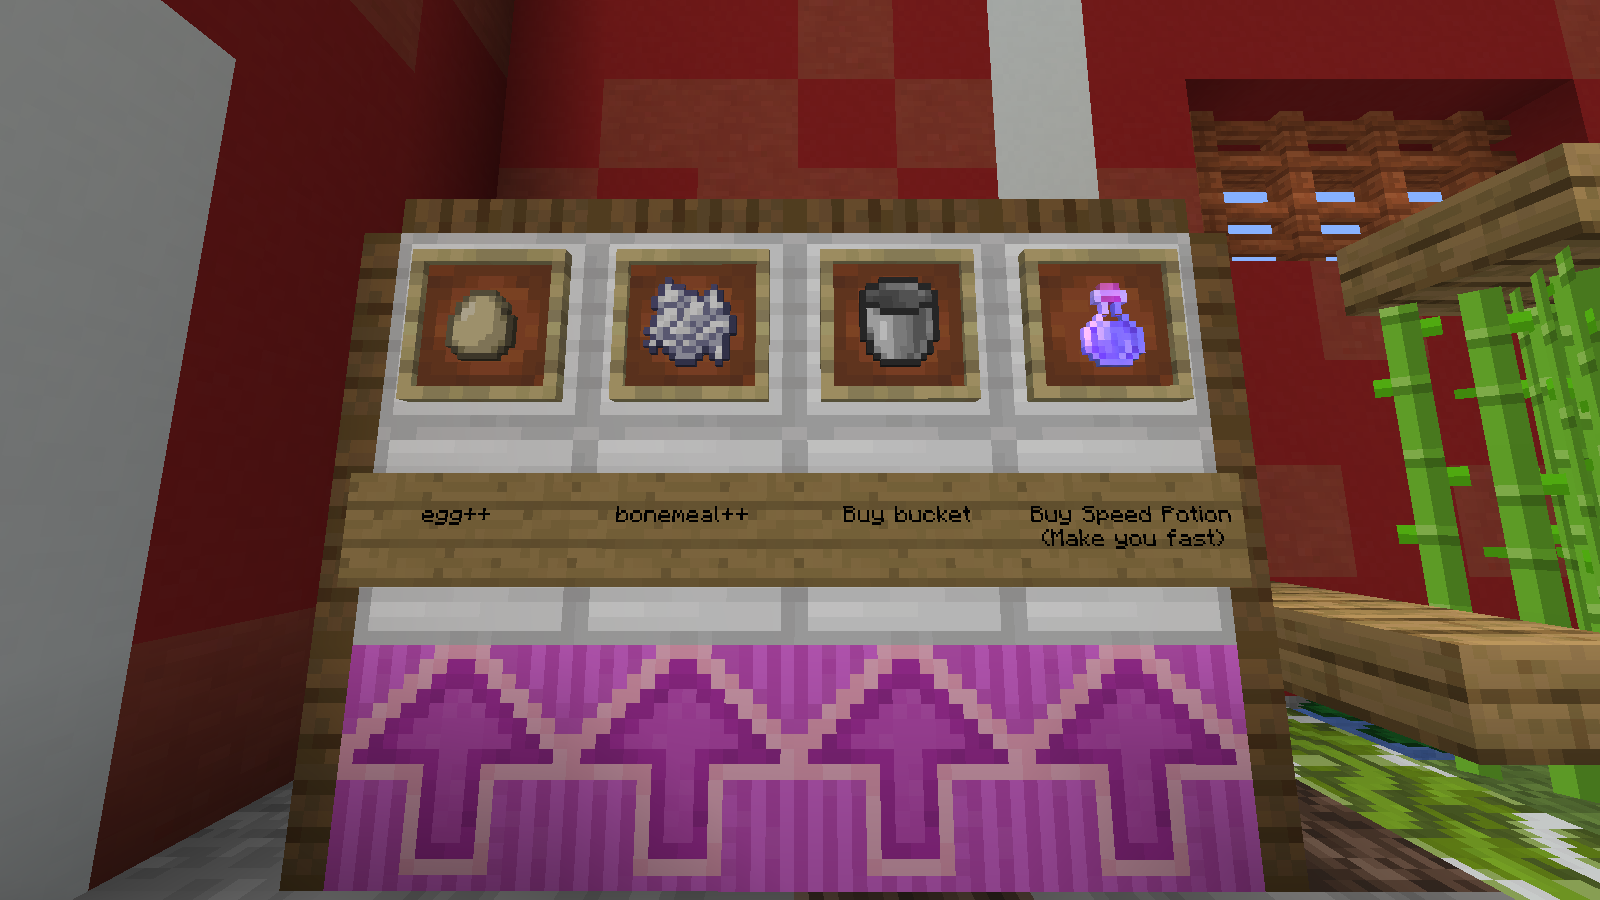 egg++
bonemeal++
Buy bucket
Buy Speed Potion
(Make you fast)